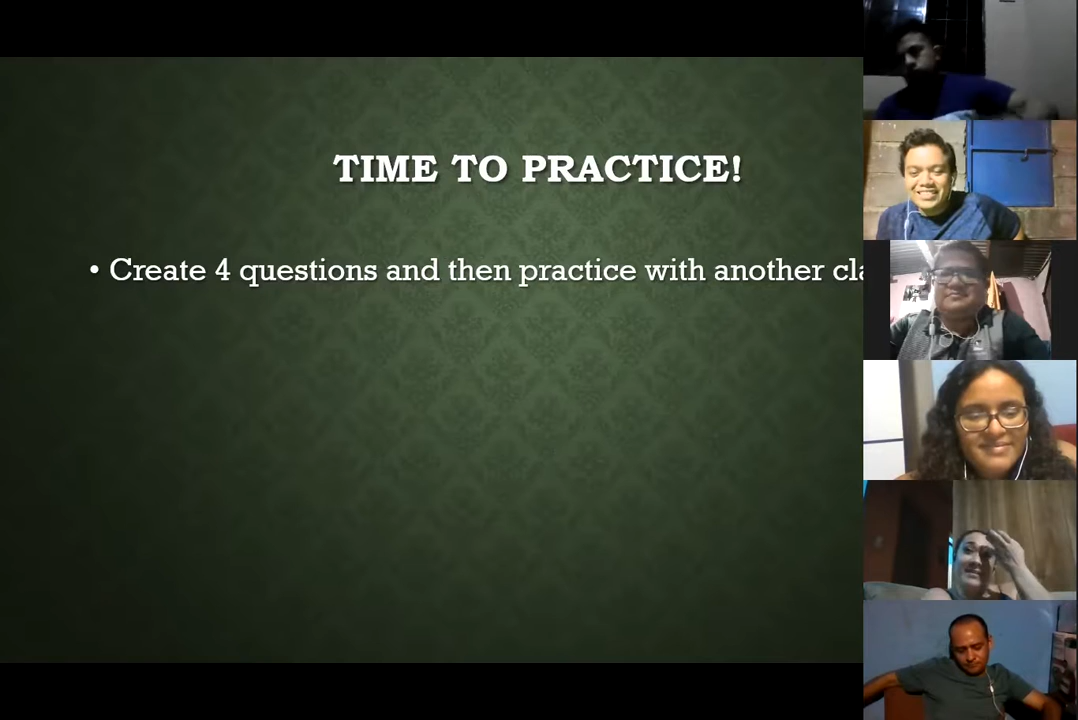 TIME TO PRACTICE!
• Create 4 questions and then practice with another